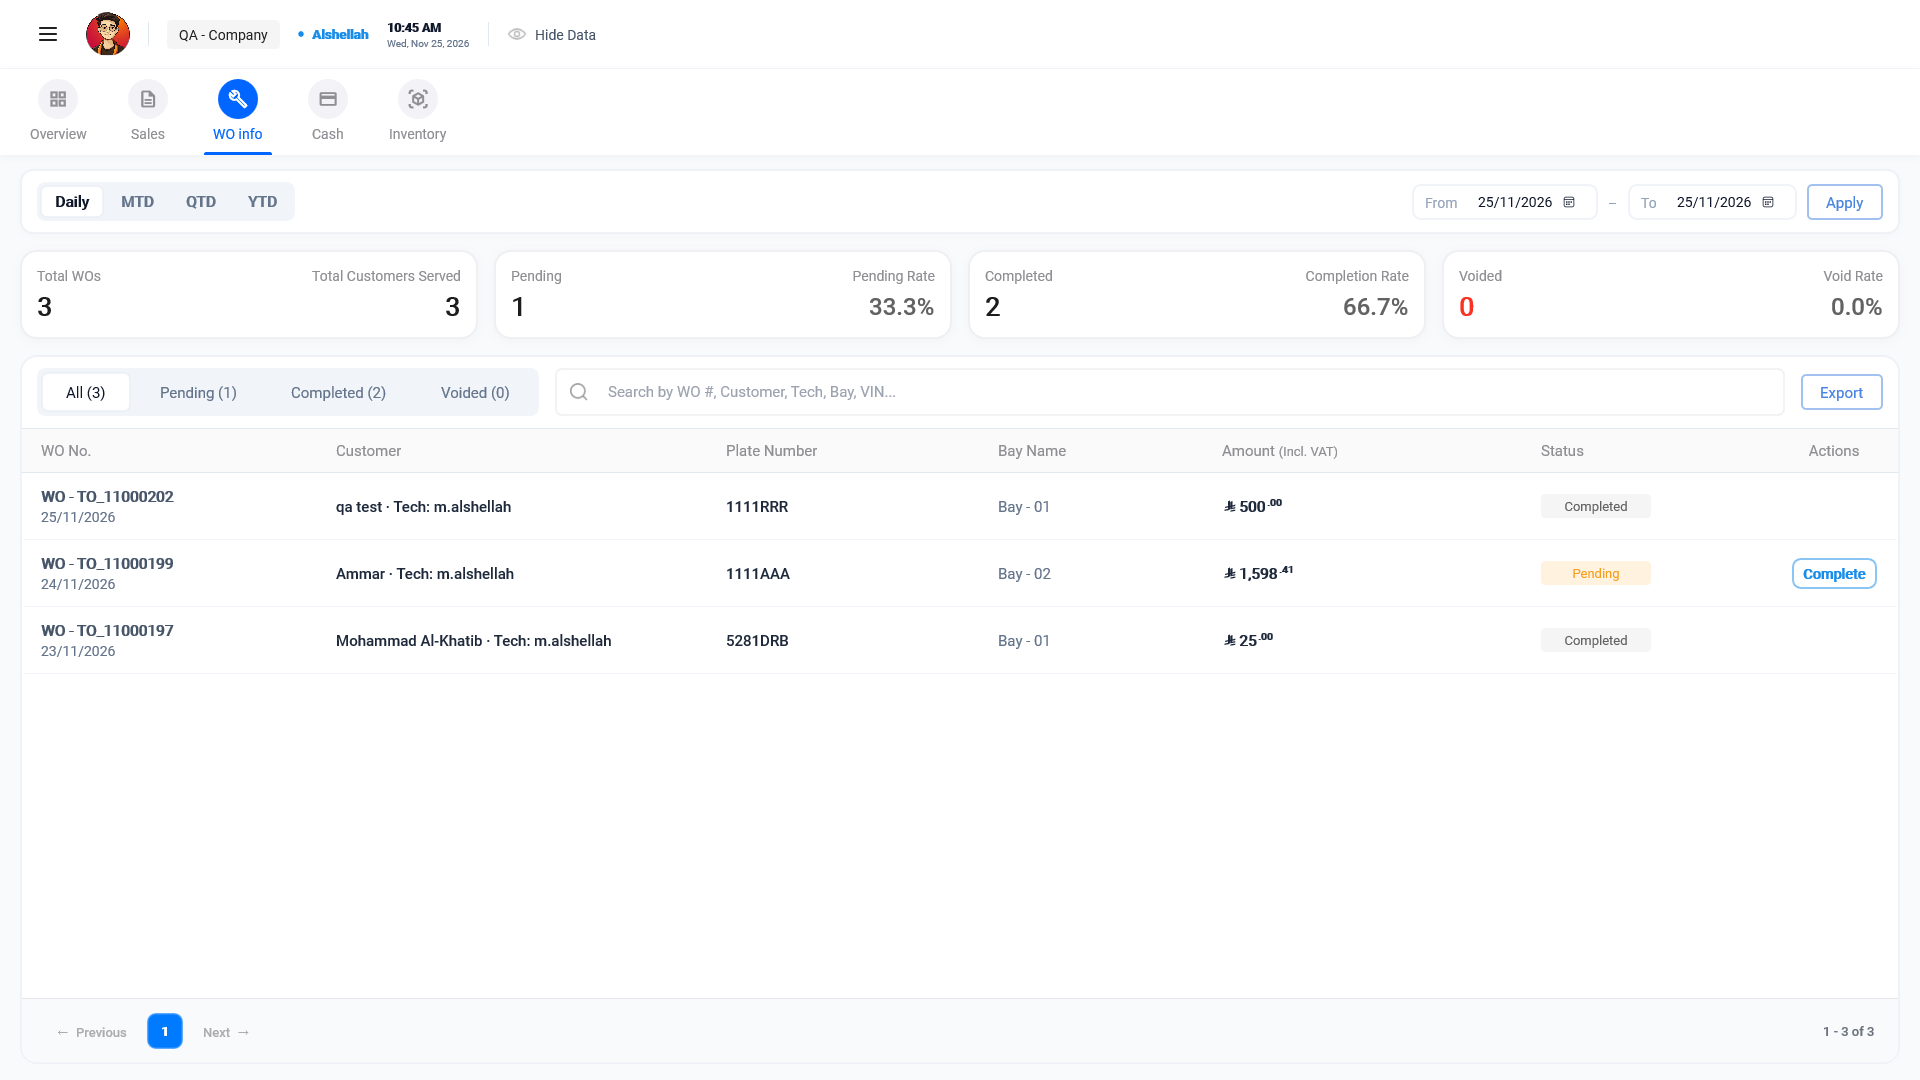 QA - Company
Alshellah
10:45 AM
Wed, Nov 25, 2026
Hide Data
Overview
Sales
WO info
Cash
Inventory
Daily MTD QTD YTD
From 25/11/2026 – To 25/11/2026 Apply
Total WOs Total Customers Served
3 3
Pending Pending Rate
1 33.3%
Completed Completion Rate
2 66.7%
Voided Void Rate
0 0.0%
All (3) Pending (1) Completed (2) Voided (0)
Search by WO #, Customer, Tech, Bay, VIN...
Export
WO No. Customer Plate Number Bay Name Amount (Incl. VAT) Status Actions
WO - TO_11000202
25/11/2026
qa test · Tech: m.alshellah 1111RRR Bay - 01 500.00 Completed
WO - TO_11000199
24/11/2026
Ammar · Tech: m.alshellah 1111AAA Bay - 02 1,598.41 Pending Complete
WO - TO_11000197
23/11/2026
Mohammad Al-Khatib · Tech: m.alshellah 5281DRB Bay - 01 25.00 Completed
← Previous 1 Next →
1 - 3 of 3